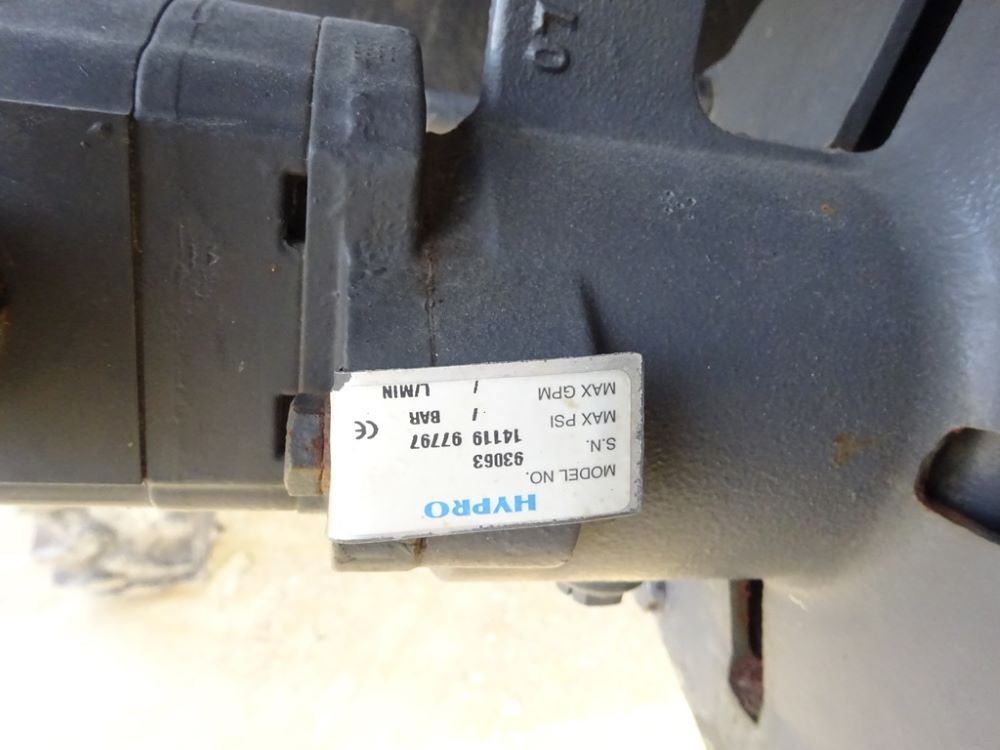 HYPRO
MODEL NO. 93063
S.N. 14119 97797
MAX PSI / BAR CE
MAX GPM / L/MIN